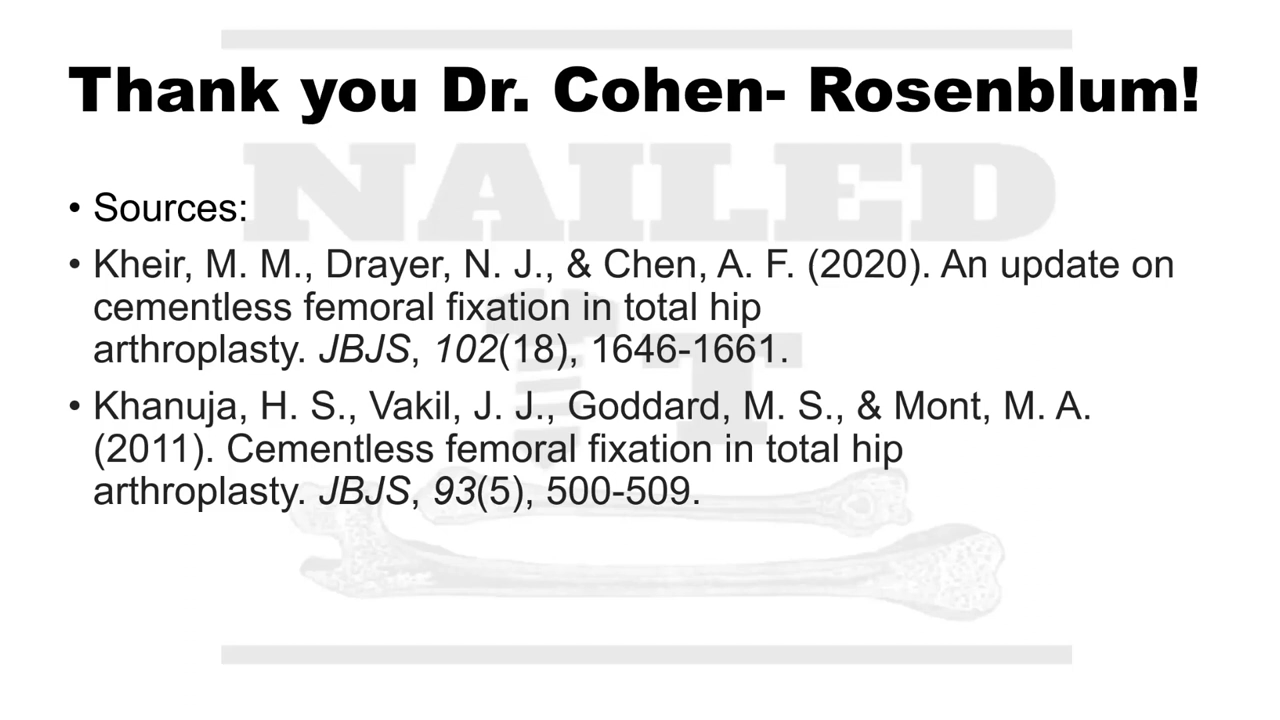 Thank you Dr. Cohen- Rosenblum!
NAILED
IT
• Sources:
• Kheir, M. M., Drayer, N. J., & Chen, A. F. (2020). An update on
cementless femoral fixation in total hip
arthroplasty. JBJS, 102(18), 1646-1661.
• Khanuja, H. S., Vakil, J. J., Goddard, M. S., & Mont, M. A.
(2011). Cementless femoral fixation in total hip
arthroplasty. JBJS, 93(5), 500-509.